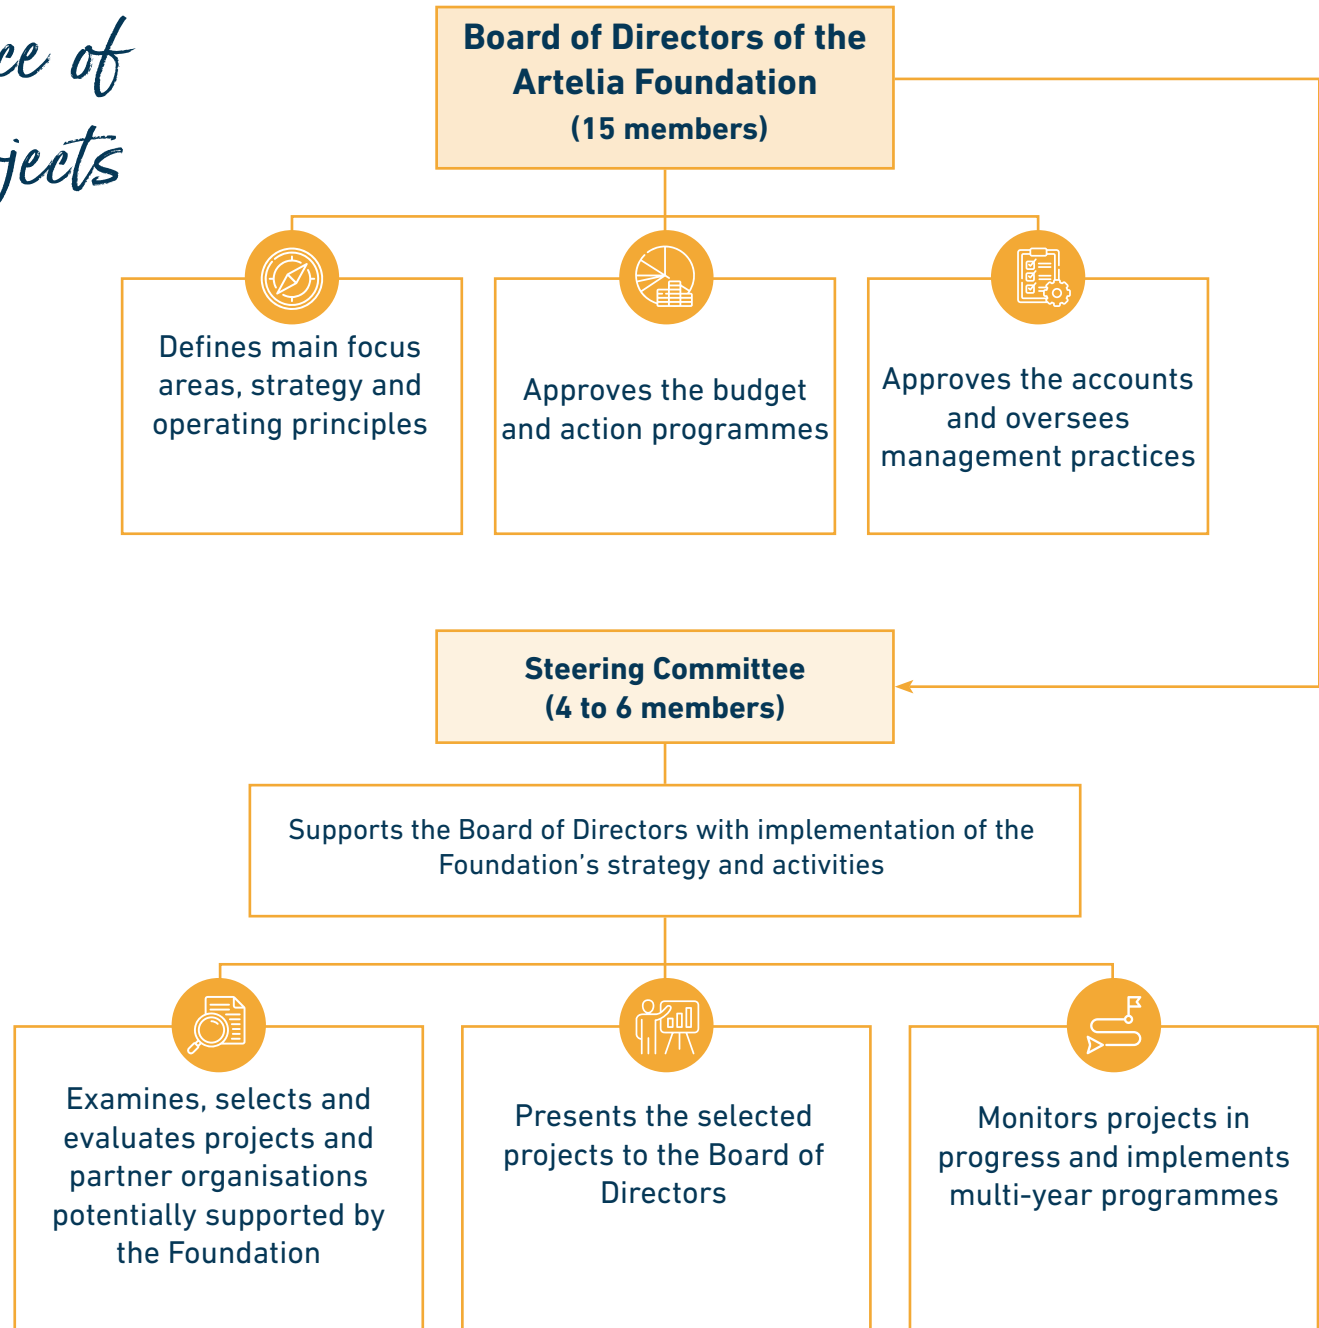 of
Board of Directors of the
Artelia Foundation
(15 members)
Defines main focus
areas, strategy and
operating principles
Approves the budget
and action programmes
Approves the accounts
and oversees
management practices
Steering Committee
(4 to 6 members)
Supports the Board of Directors with implementation of the
Foundation’s strategy and activities
Examines, selects and
evaluates projects and
partner organisations
potentially supported by
the Foundation
Presents the selected
projects to the Board of
Directors
Monitors projects in
progress and implements
multi-year programmes